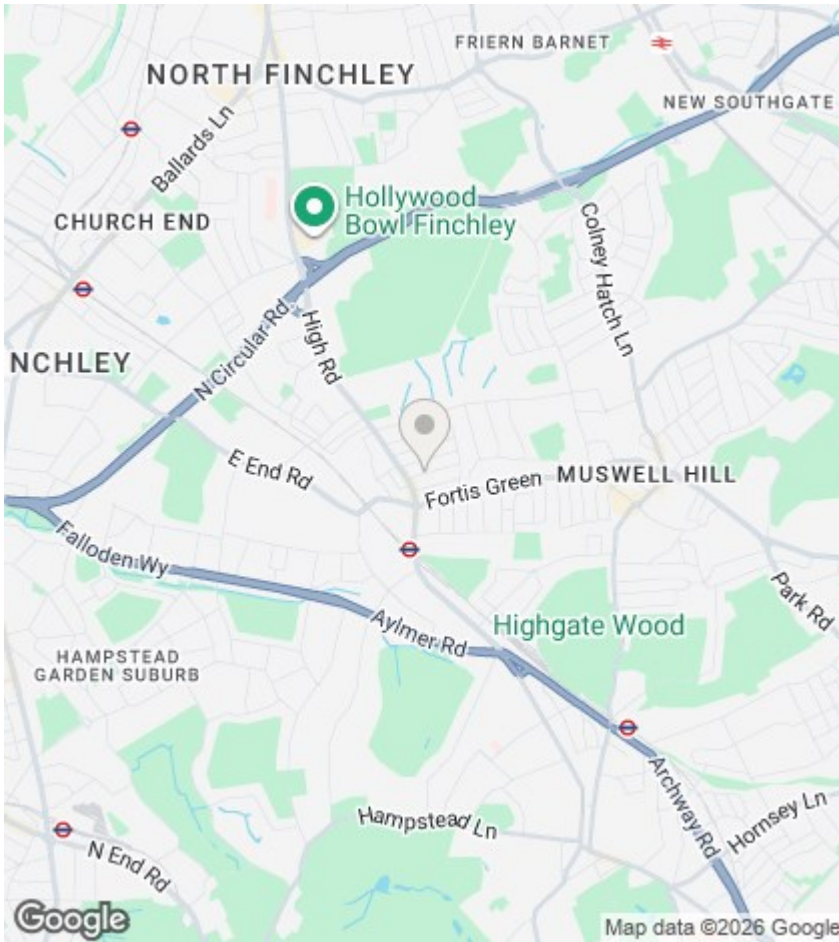 FRIERN BARNET
NORTH FINCHLEY
NEW SOUTHGATE
Ballards Ln
Hollywood
Bowl Finchley
CHURCH END
Colney Hatch Ln
N Circular Rd
High Rd
NCHLEY
E End Rd
Fortis Green
MUSWELL HILL
Falloden Wy
Park Rd
Aylmer Rd
Highgate Wood
HAMPSTEAD
GARDEN SUBURB
Archway Rd
Hornsey Ln
Hampstead Ln
N End Rd
Google
Map data ©2026 Google